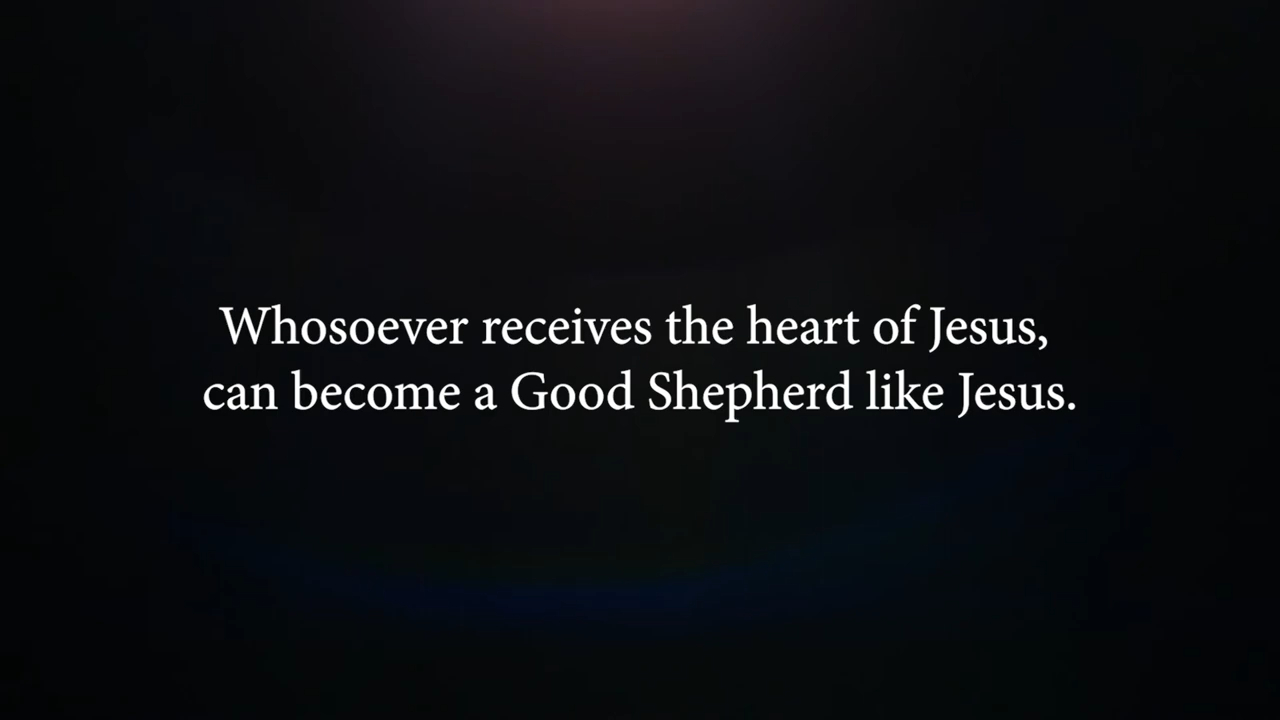 Whosoever receives the heart of Jesus,
can become a Good Shepherd like Jesus.